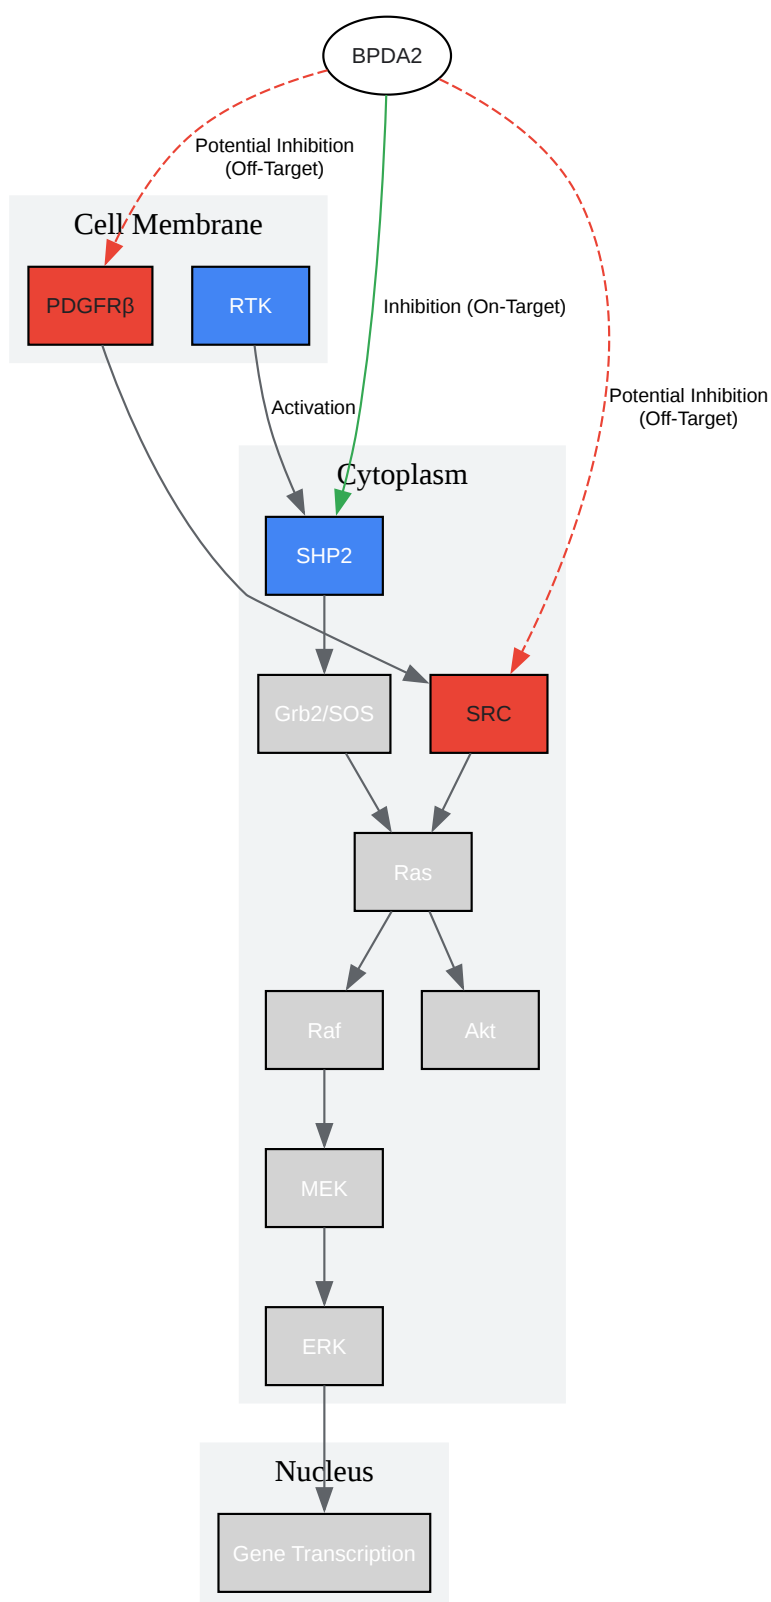 BPDA2
Potential Inhibition
(Off-Target)
Cell Membrane
PDGFRβ
RTK
Inhibition (On-Target)
Activation
Potential Inhibition
(Off-Target)
Cytoplasm
SHP2
Grb2/SOS
SRC
Ras
Raf
Akt
MEK
ERK
Nucleus
Gene Transcription